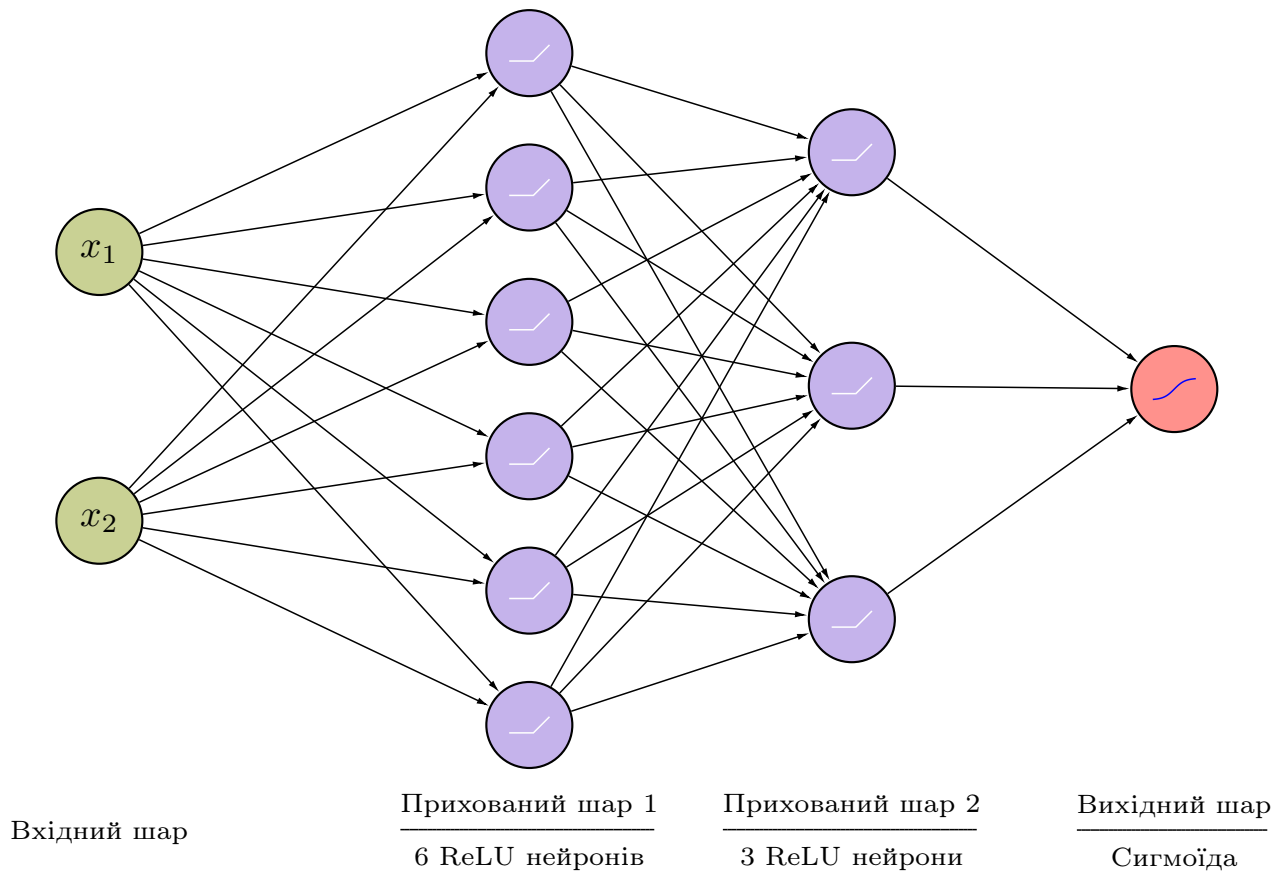 x1
x2
Вхідний шар
Прихований шар 1
6 ReLU нейронів
Прихований шар 2
3 ReLU нейрони
Вихідний шар
Сигмоїда